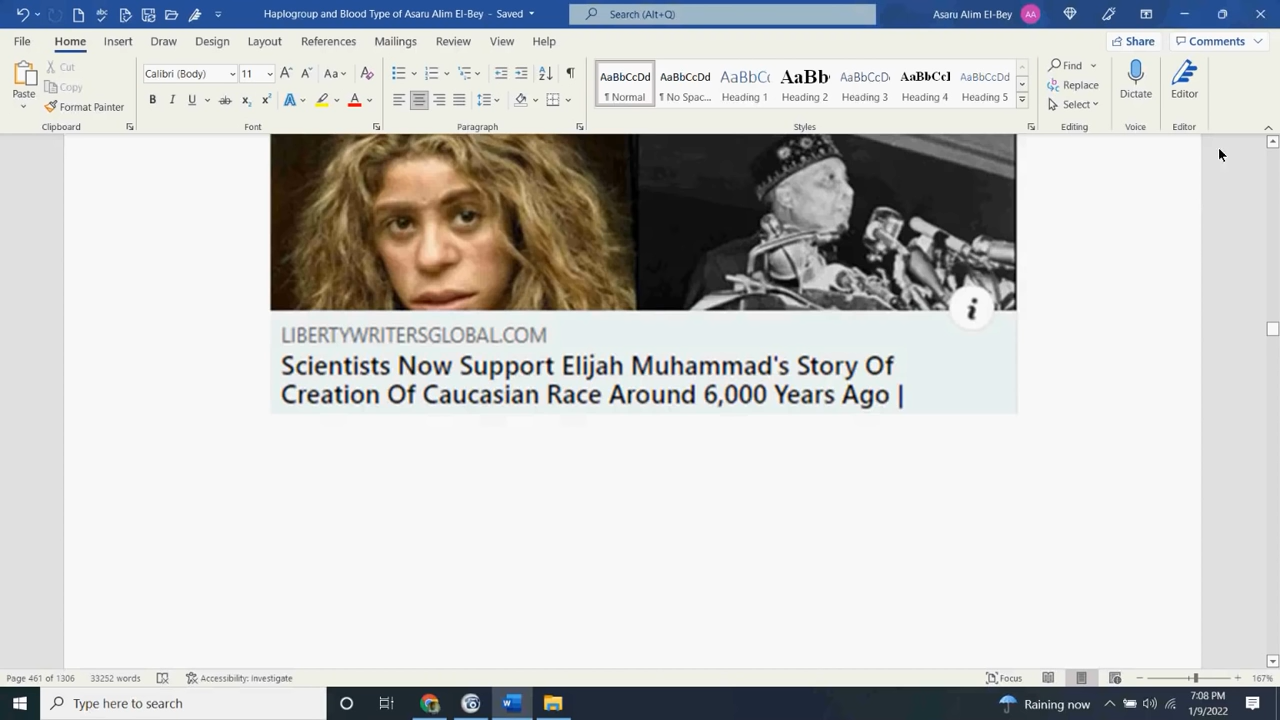 Haplogroup and Blood Type of Asaru Alim El-Bey - Saved
Search (Alt+Q)
Asaru Alim El-Bey
AA
File
Home
Insert
Draw
Design
Layout
References
Mailings
Review
View
Help
Share
Comments
Paste
Cut
Copy
Format Painter
Clipboard
Calibri (Body)
11
Font
Paragraph
AaBbCcDd
¶ Normal
AaBbCcDd
¶ No Spac...
AaBbCc
Heading 1
AaBb
Heading 2
AaBbCcD
Heading 3
AaBbCcI
Heading 4
AaBbCcDd
Heading 5
Styles
Find
Replace
Select
Editing
Dictate
Voice
Editor
Editor
LIBERTYWRITERSGLOBAL.COM
Scientists Now Support Elijah Muhammad's Story Of
Creation Of Caucasian Race Around 6,000 Years Ago |
Page 461 of 1306
33252 words
Accessibility: Investigate
Focus
167%
Type here to search
Raining now
7:08 PM
1/9/2022